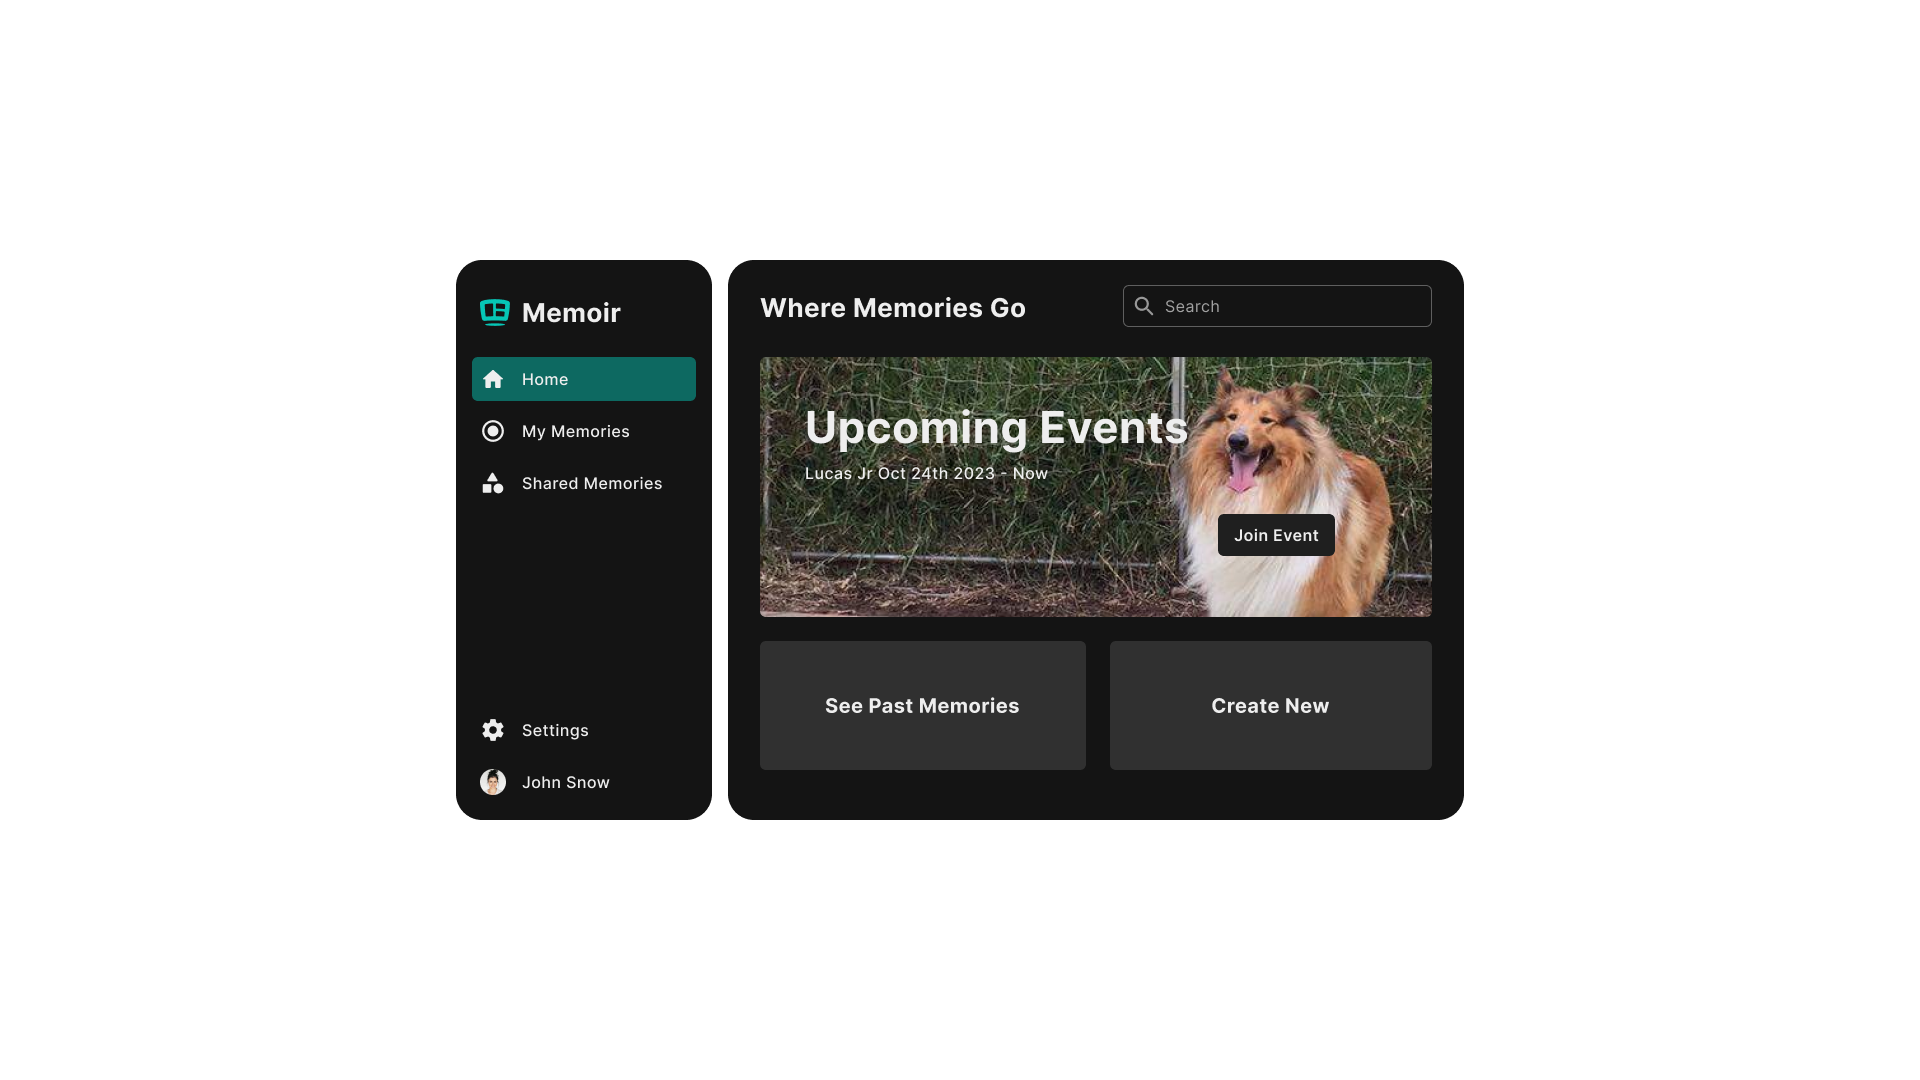 Memoir
Home
My Memories
Shared Memories
Settings
John Snow
Where Memories Go
Search
Upcoming Events
Lucas Jr Oct 24th 2023 - Now
Join Event
See Past Memories
Create New